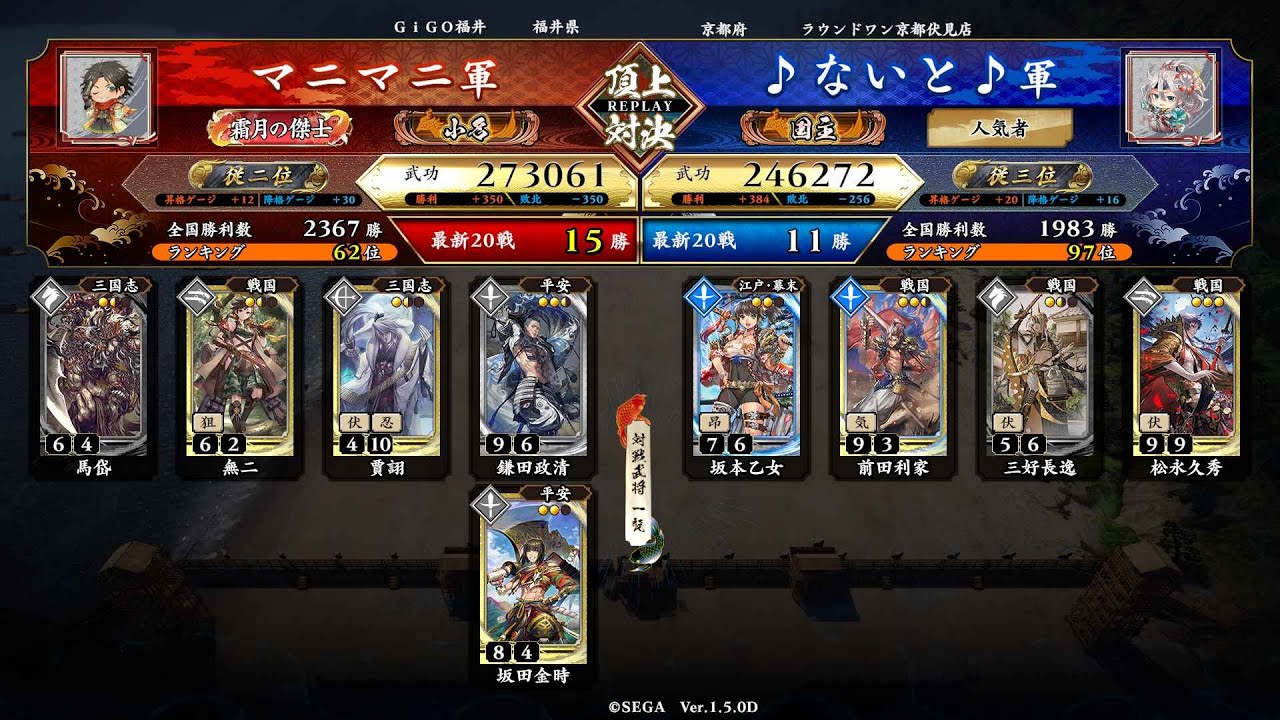 GiGO福井 福井県
京都府 ラウンドワン京都伏見店
マニマニ軍
頂上
REPLAY
対決
♪ないと♪軍
霜月の傑士 小名
国主 人気者
従二位
武功 273061
武功 246272
従三位
昇格ゲージ +12 降格ゲージ +30
勝利 +350 敗北 -350
勝利 +384 敗北 -256
昇格ゲージ +20 降格ゲージ +16
全国勝利数 2367勝
ランキング 62位
最新20戦 15勝
最新20戦 11勝
全国勝利数 1983勝
ランキング 97位
三国志
戦国
三国志
平安
江戸・幕末
戦国
戦国
戦国
狙
伏 忍
昂
気
伏
伏
6 4
6 2
4 10
9 6
7 6
9 3
5 6
9 9
馬岱
無二
賈詡
鎌田政清
坂本乙女
前田利家
三好長逸
松永久秀
対戦武将一覧
平安
8 4
坂田金時
©SEGA Ver.1.5.0D